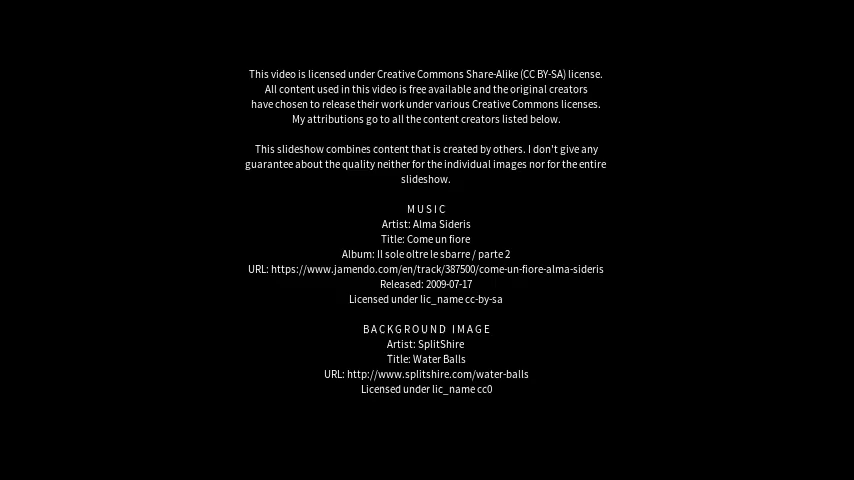 This video is licensed under Creative Commons Share-Alike (CC BY-SA) license.
All content used in this video is free available and the original creators
have chosen to release their work under various Creative Commons licenses.
My attributions go to all the content creators listed below.
This slideshow combines content that is created by others. I don't give any
guarantee about the quality neither for the individual images nor for the entire
slideshow.
MUSIC
Artist: Alma Sideris
Title: Come un fiore
Album: Il sole oltre le sbarre / parte 2
URL: https://www.jamendo.com/en/track/387500/come-un-fiore-alma-sideris
Released: 2009-07-17
Licensed under lic_name cc-by-sa
BACKGROUND IMAGE
Artist: SplitShire
Title: Water Balls
URL: http://www.splitshire.com/water-balls
Licensed under lic_name cc0